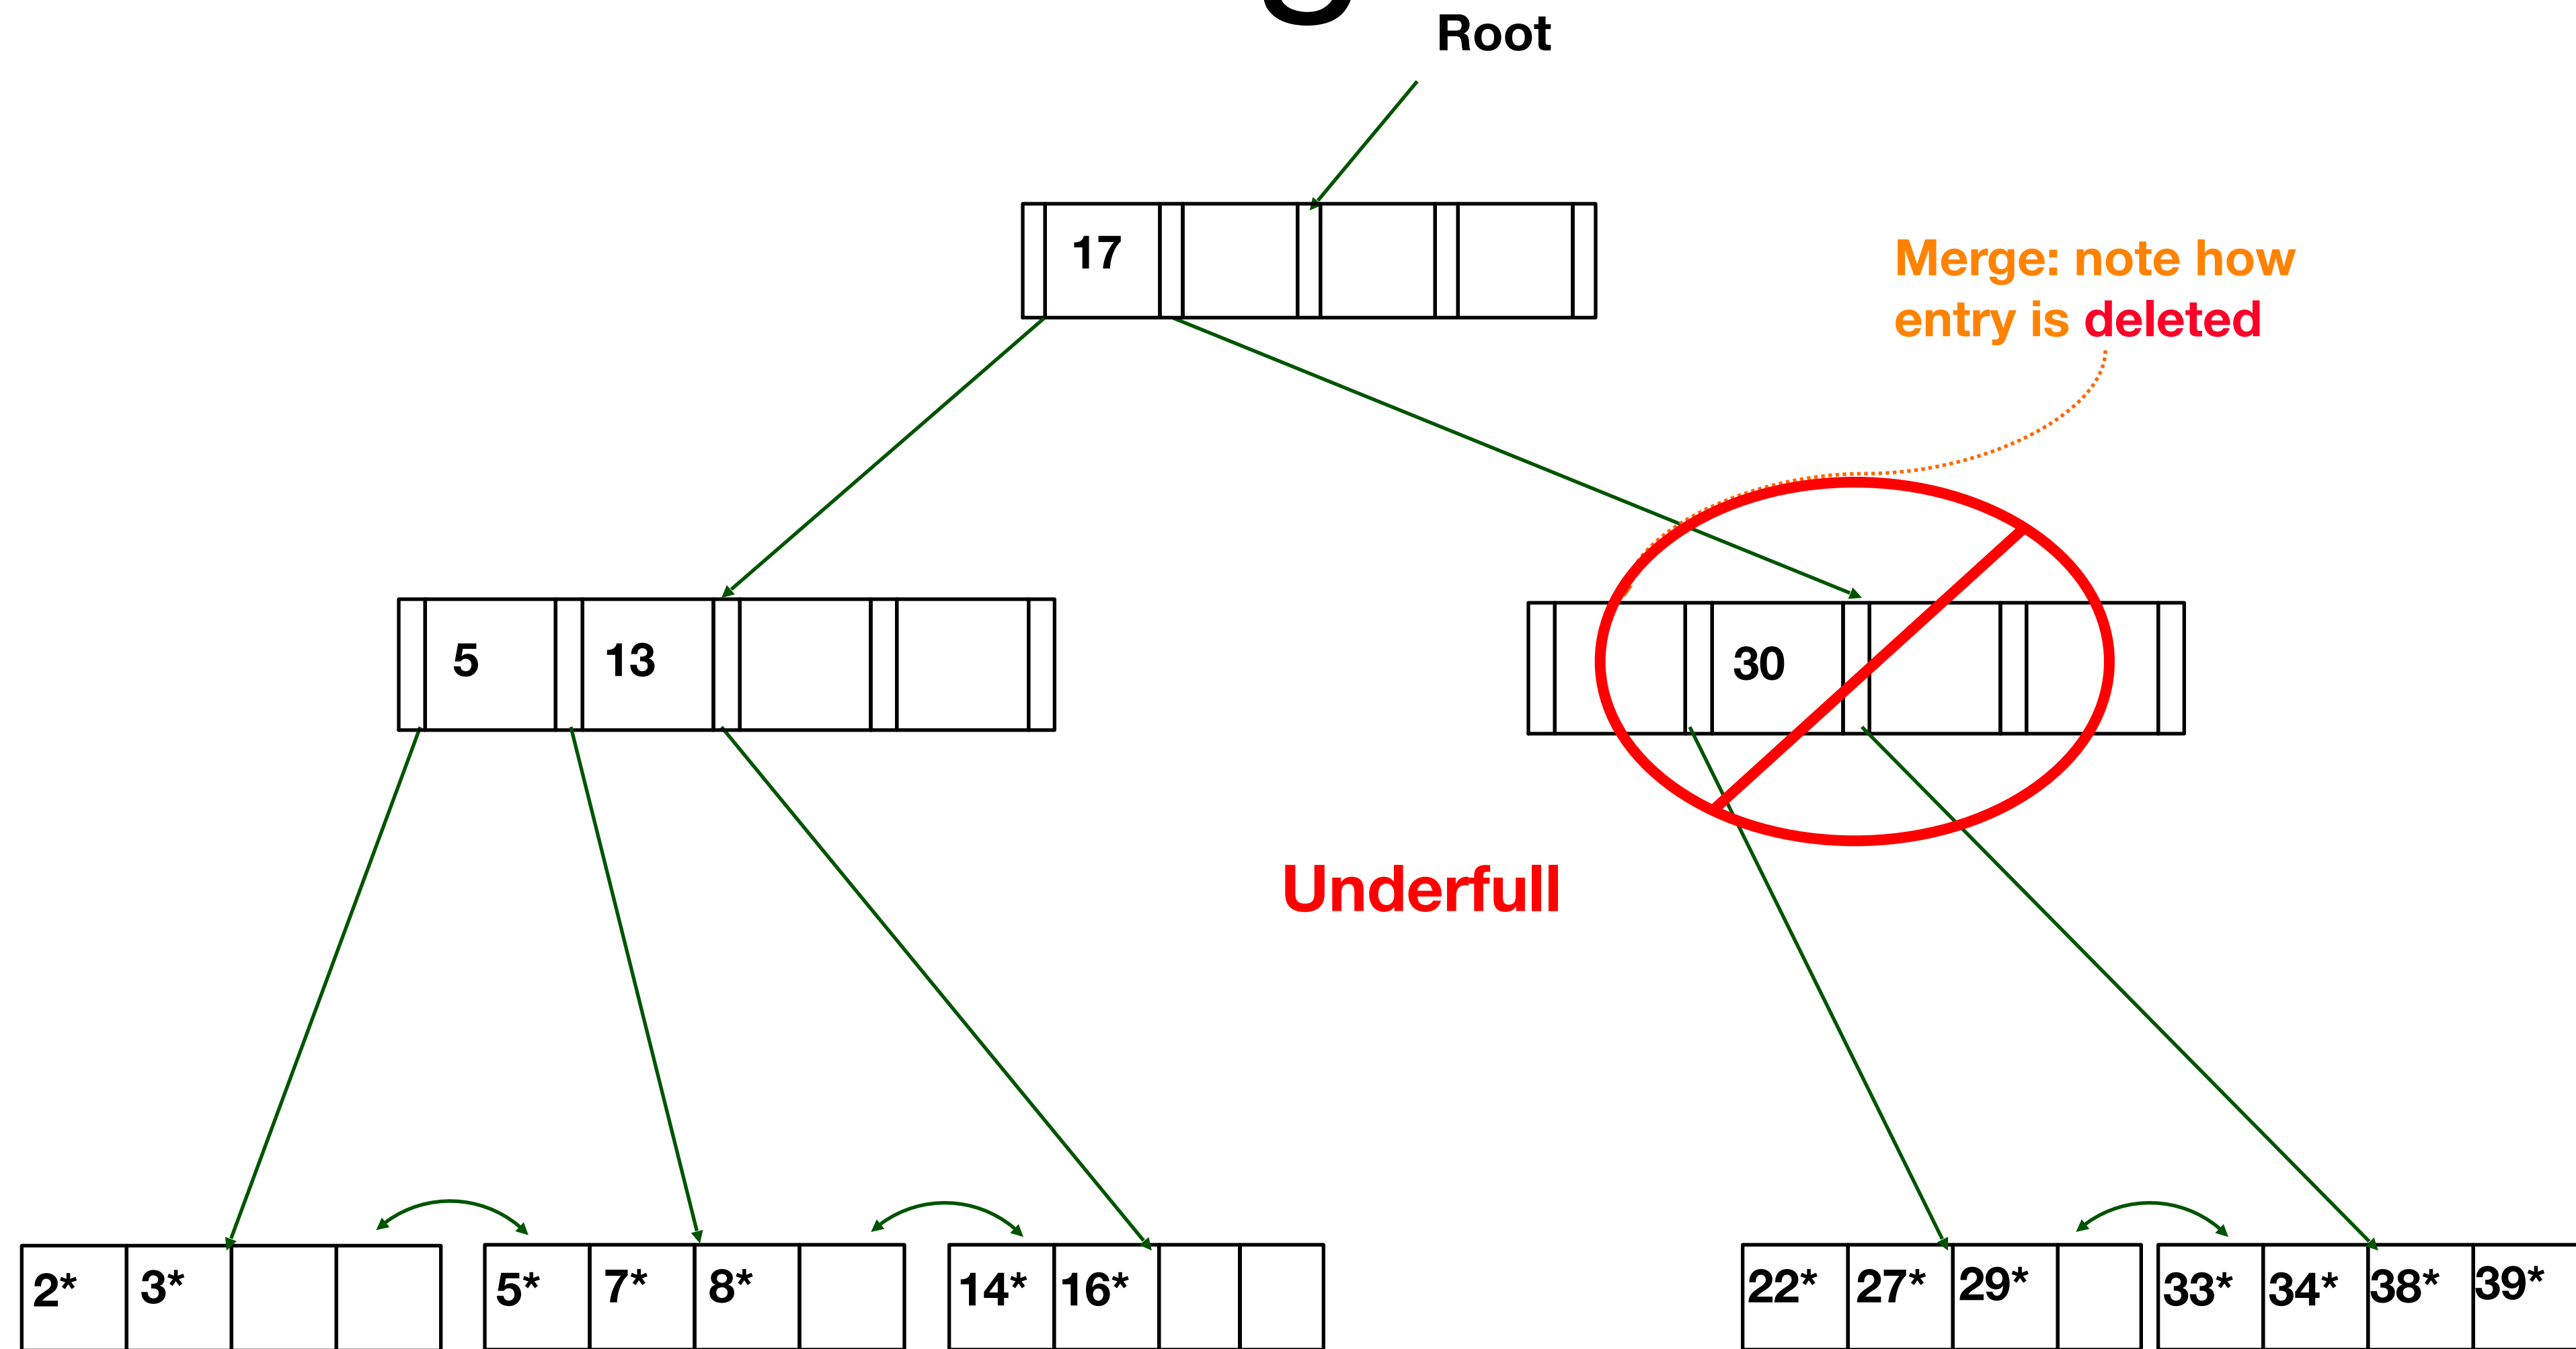 Root
17
Merge: note how
entry is deleted
5 13
30
Underfull
2* 3*
5* 7* 8*
14* 16*
22* 27* 29*
33* 34* 38* 39*